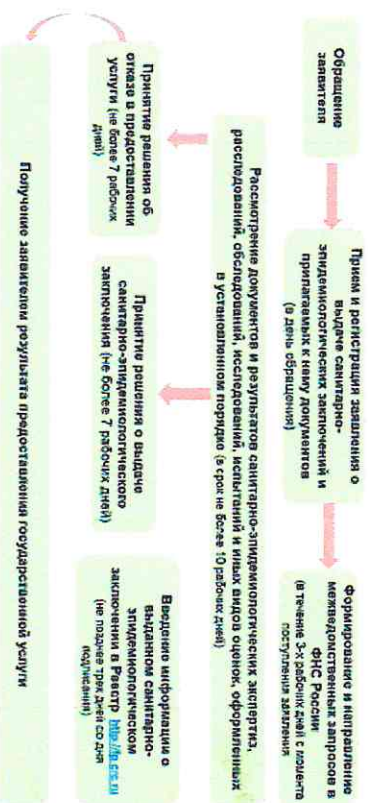 Обращение
заявителя
Прием и регистрация заявления о
выдаче санитарно-
эпидемиологических заключений и
прилагаемых к нему документов
(в день обращения)
Формирование и направление
межведомственных запросов в
ФНС России
(в течение 3-х рабочих дней с момента
поступления заявления
Рассмотрение документов и результатов санитарно-эпидемиологических экспертиз,
расследований, обследований, исследований, испытаний и иных видов оценок, оформленных
в установленном порядке (в срок не более 10 рабочих дней)
Принятие решения об
отказе в предоставлении
услуги (не более 7 рабочих
дней)
Принятие решения о выдаче
санитарно-эпидемиологического
заключения (не более 7 рабочих дней)
Введение информации о
выданном санитарно-
эпидемиологическом
заключении в Реестр http://fp.crc.ru
(не позднее трех дней со дня
подписания)
Получение заявителем результата предоставления государственной услуги